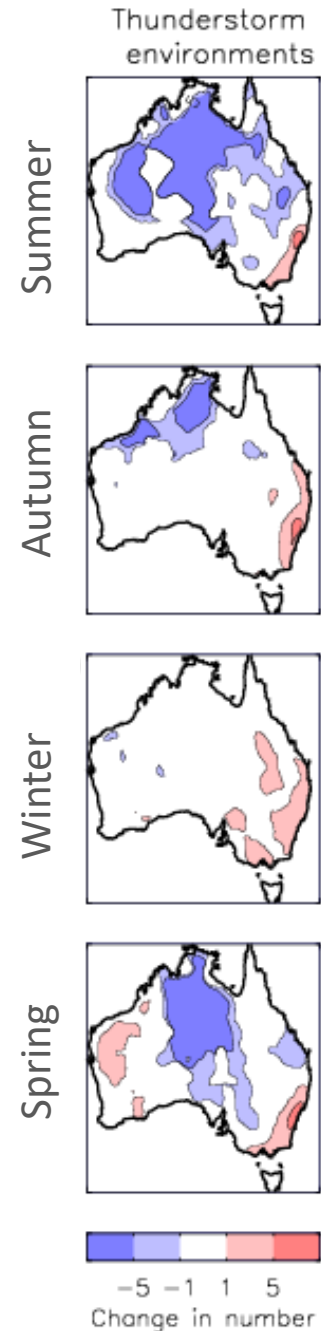 Thunderstorm
environments
Summer
Autumn
Winter
Spring
−5 −1 1 5
Change in number